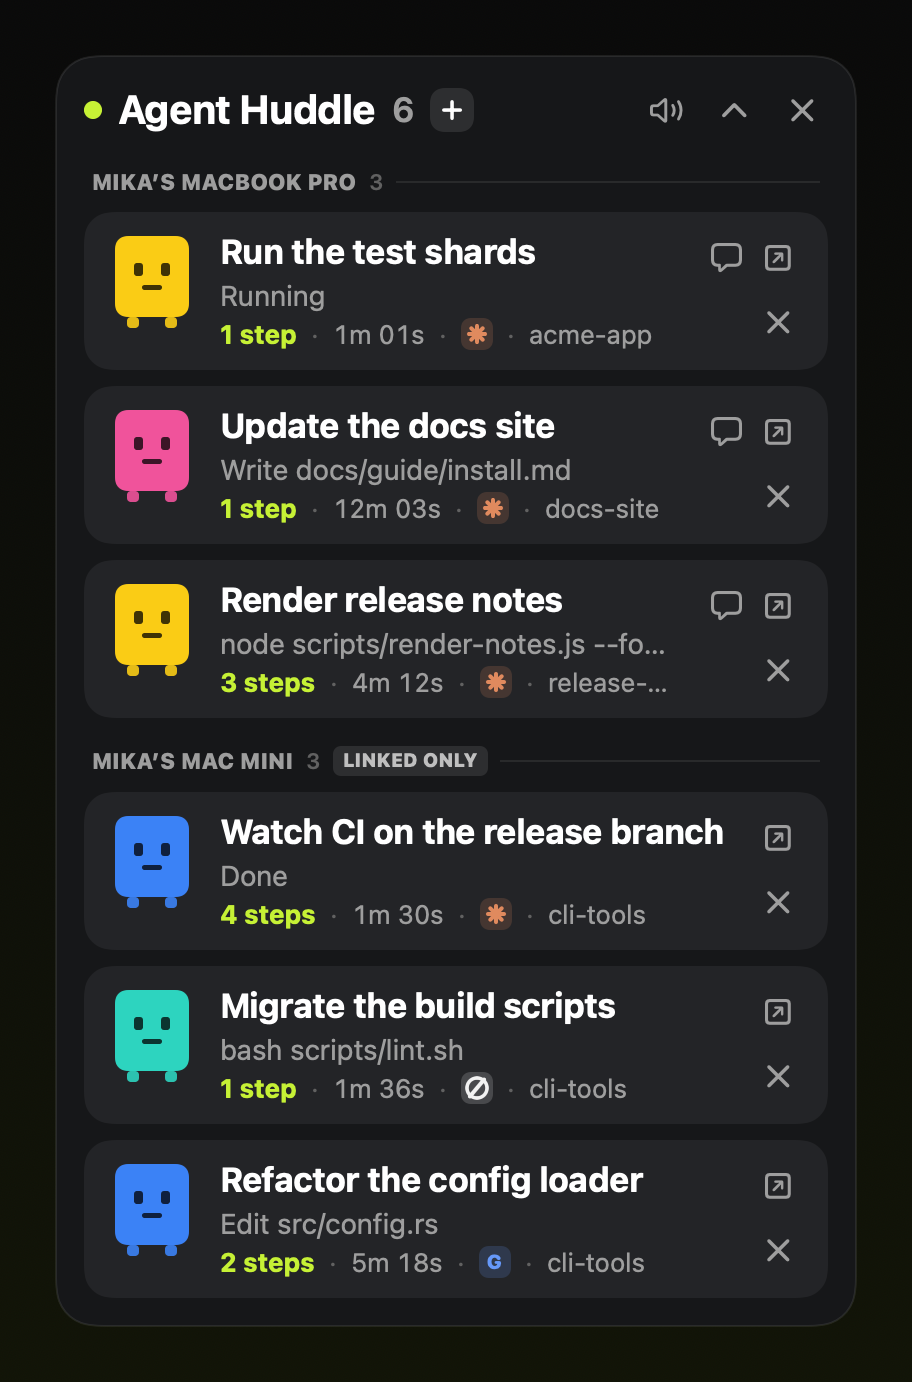 Agent Huddle 6 +
MIKA’S MACBOOK PRO 3
Run the test shards
Running
1 step · 1m 01s · acme-app
Update the docs site
Write docs/guide/install.md
1 step · 12m 03s · docs-site
Render release notes
node scripts/render-notes.js --fo...
3 steps · 4m 12s · release-...
MIKA’S MAC MINI 3 LINKED ONLY
Watch CI on the release branch
Done
4 steps · 1m 30s · cli-tools
Migrate the build scripts
bash scripts/lint.sh
1 step · 1m 36s · cli-tools
Refactor the config loader
Edit src/config.rs
2 steps · 5m 18s · G · cli-tools